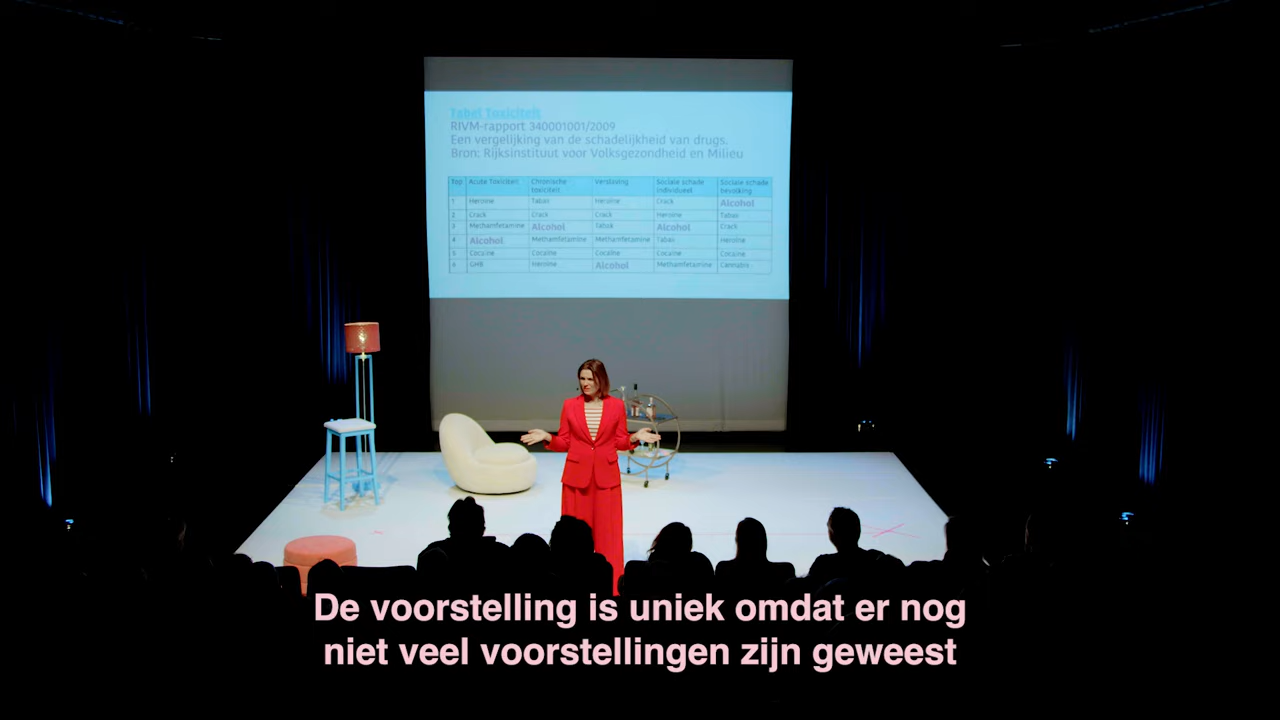 Tabel Toxiciteit
RIVM-rapport 340001001/2009
Een vergelijking van de schadelijkheid van drugs.
Bron: Rijksinstituut voor Volksgezondheid en Milieu
Top Acute Toxiciteit Chronische toxiciteit Verslaving Sociale schade individueel Sociale schade bevolking
1 Heroïne Tabak Heroïne Crack Alcohol
2 Crack Crack Crack Heroïne Tabak
3 Methamfetamine Alcohol Tabak Alcohol Crack
4 Alcohol Methamfetamine Methamfetamine Tabak Heroïne
5 Cocaïne Cocaïne Cocaïne Cocaïne Cocaïne
6 GHB Heroïne Alcohol Methamfetamine Cannabis
De voorstelling is uniek omdat er nog
niet veel voorstellingen zijn geweest